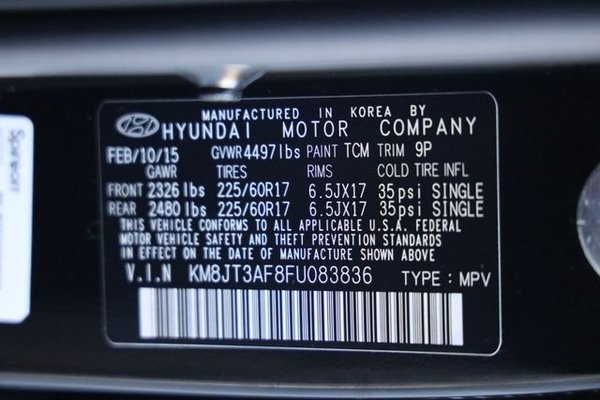 MANUFACTURED IN KOREA BY
HYUNDAI MOTOR COMPANY
FEB/10/15 GVWR4497lbs PAINT TCM TRIM 9P
GAWR TIRES RIMS COLD TIRE INFL
FRONT 2326 lbs 225/60R17 6.5JX17 35psi SINGLE
REAR 2480 lbs 225/60R17 6.5JX17 35psi SINGLE
THIS VEHICLE CONFORMS TO ALL APPLICABLE U.S.A. FEDERAL
MOTOR VEHICLE SAFETY AND THEFT PREVENTION STANDARDS
IN EFFECT ON THE DATE OF MANUFACTURE SHOWN ABOVE
V.I.N KM8JT3AF8FU083836 TYPE : MPV